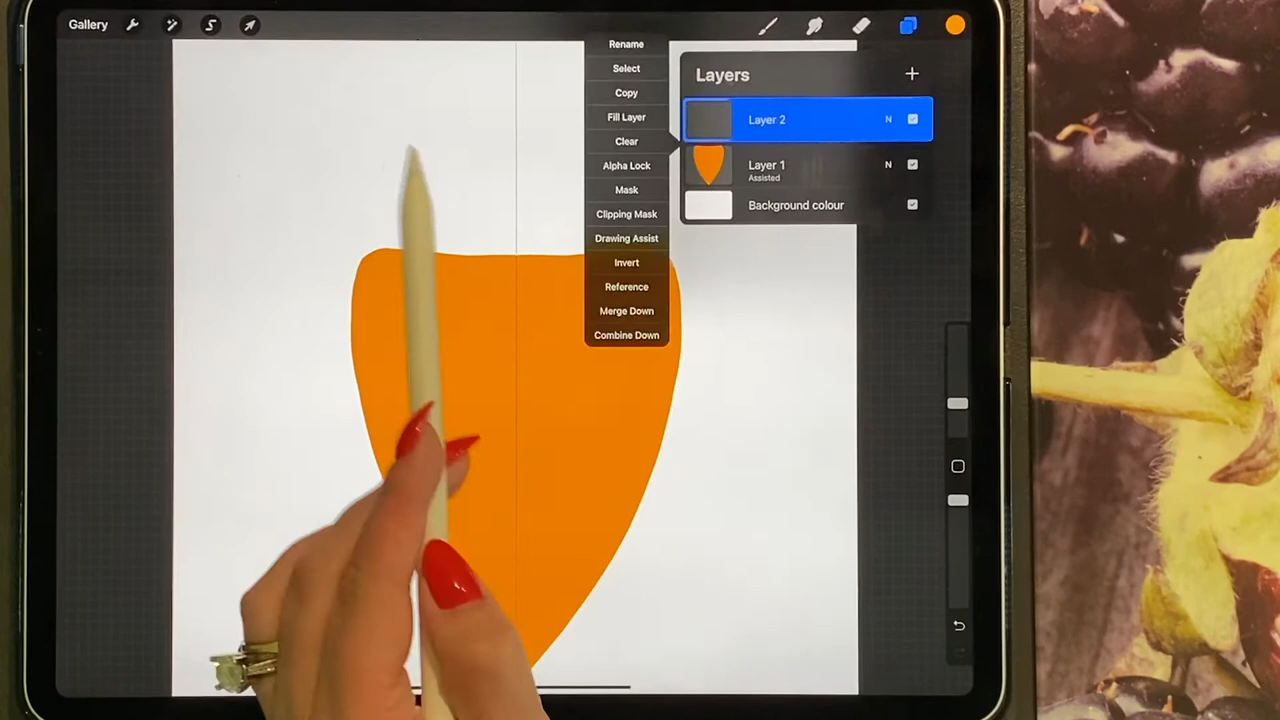 Gallery
Rename
Select
Copy
Fill Layer
Clear
Alpha Lock
Mask
Clipping Mask
Drawing Assist
Invert
Reference
Merge Down
Combine Down
Layers
Layer 2 N
Layer 1 N
Assisted
Background colour